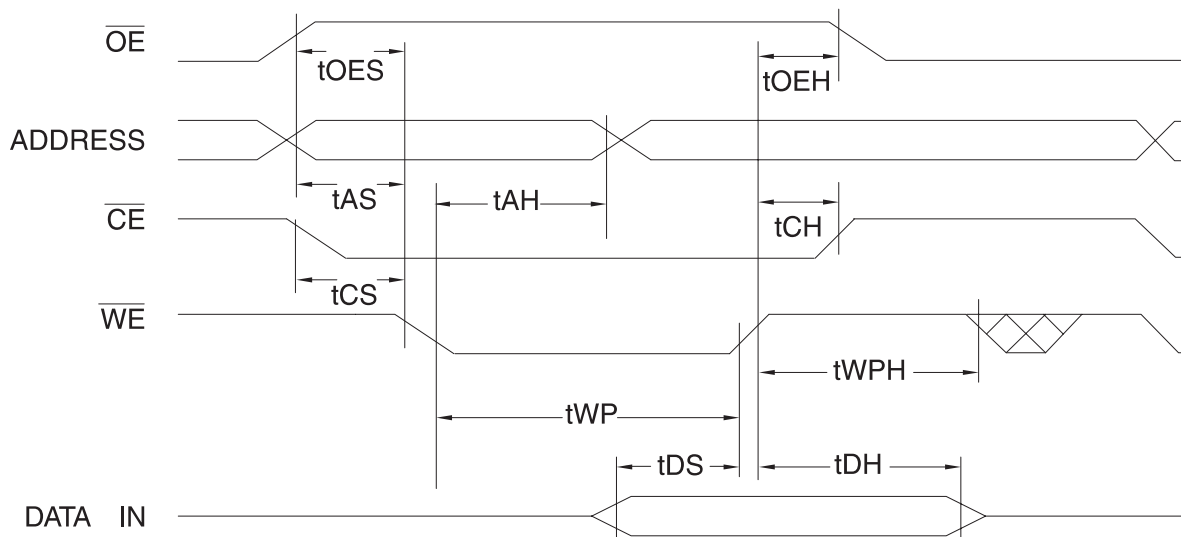 OE
tOES
tOEH
ADDRESS
tAS
tAH
CE
tCH
tCS
WE
tWPH
tWP
tDS
tDH
DATA IN